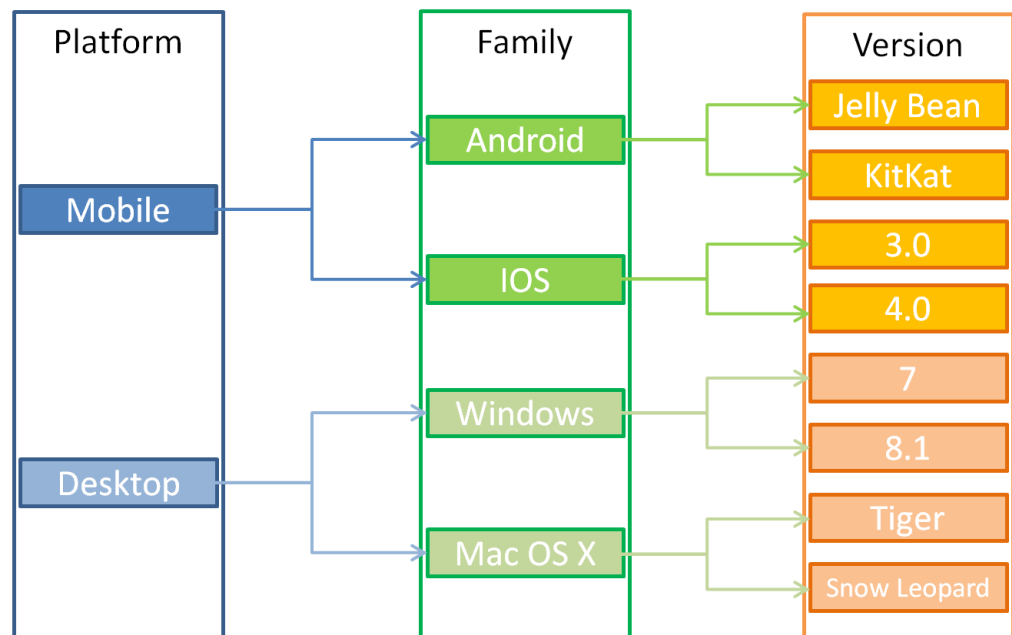 Platform
Family
Version
Mobile
Desktop
Android
IOS
Windows
Mac OS X
Jelly Bean
KitKat
3.0
4.0
7
8.1
Tiger
Snow Leopard